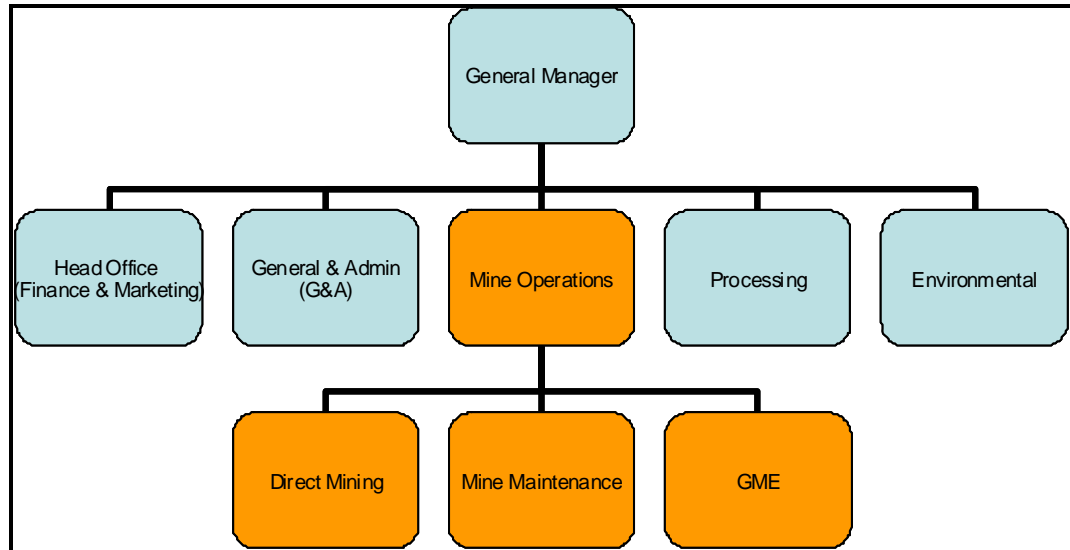 General Manager
Head Office
(Finance & Marketing)
General & Admin
(G&A)
Mine Operations
Processing
Environmental
Direct Mining
Mine Maintenance
GME